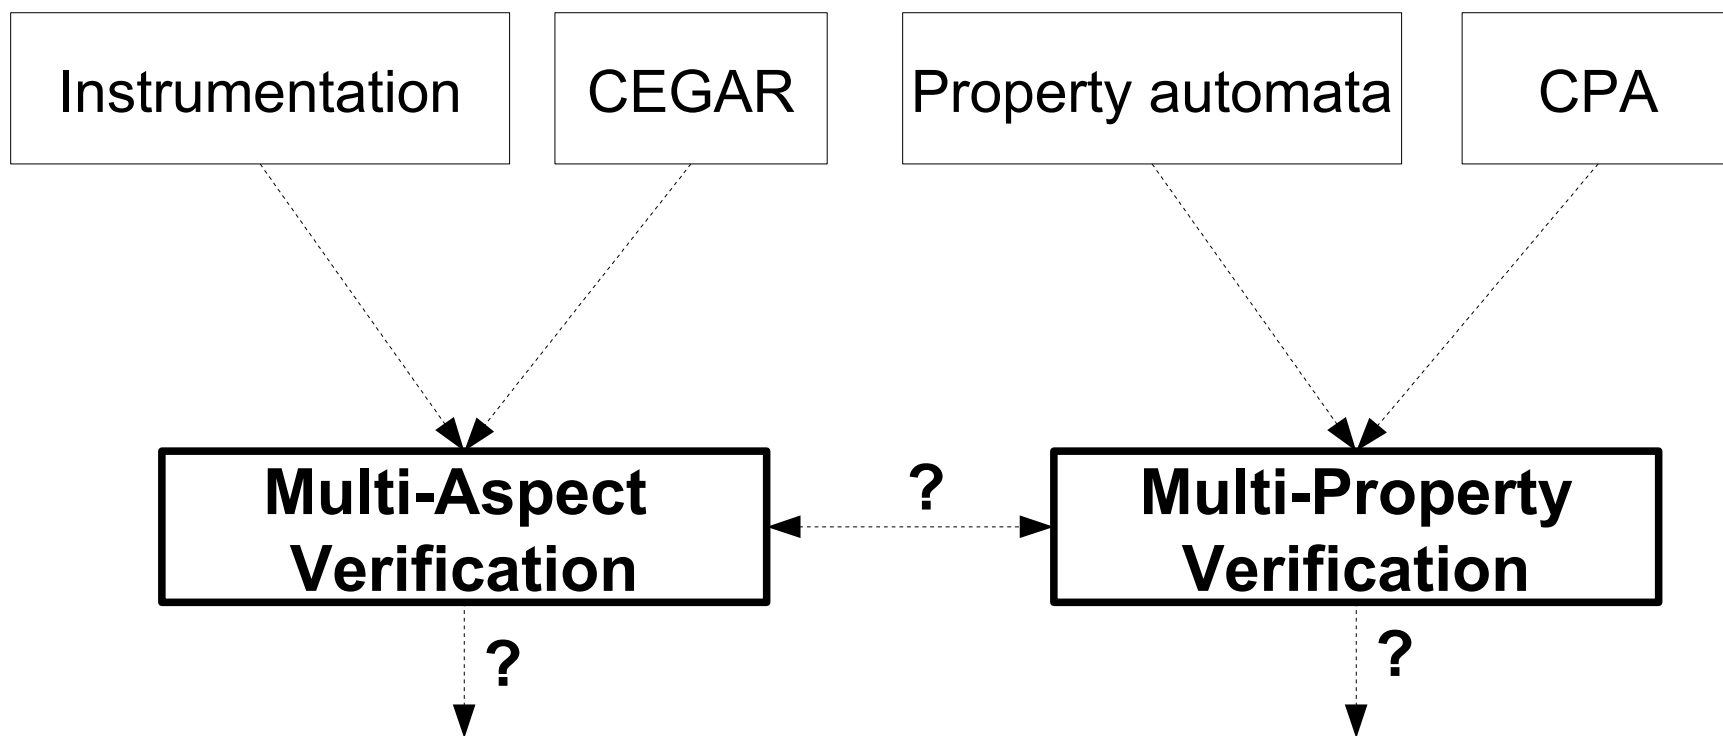 Instrumentation
CEGAR
Property automata
CPA
Multi-Aspect
Verification
?
Multi-Property
Verification
?
?